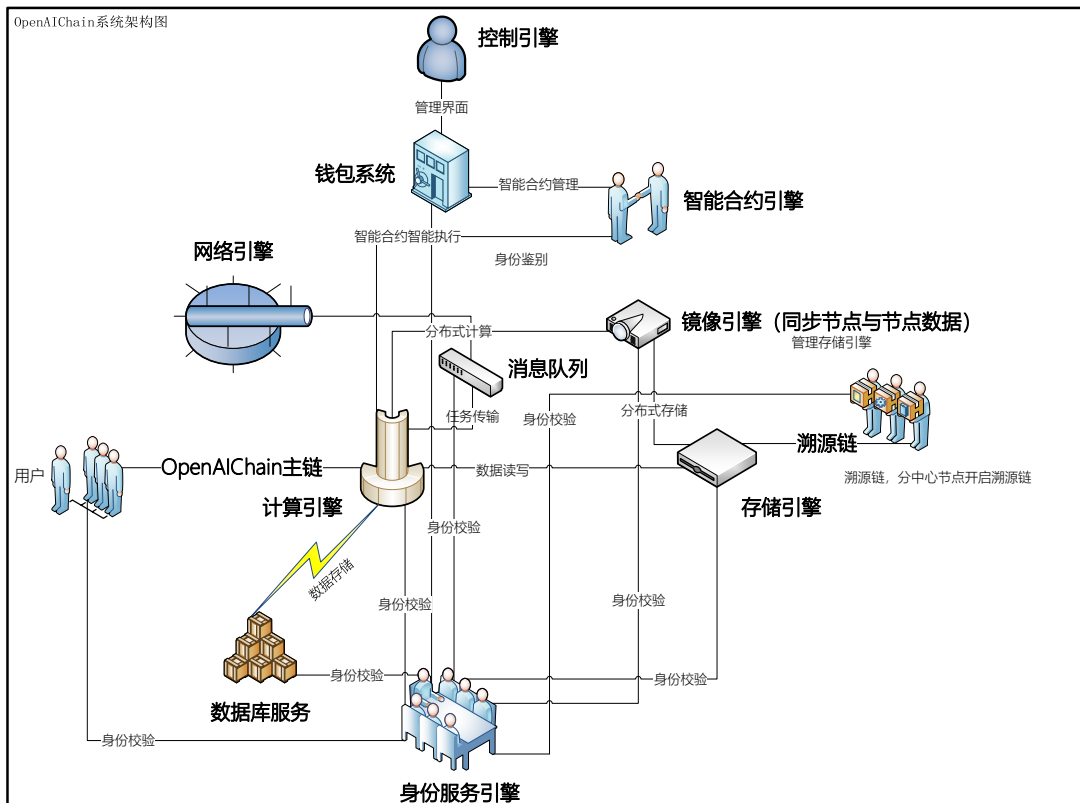 OpenAIChain系统架构图
控制引擎
管理界面
钱包系统
智能合约管理
智能合约引擎
智能合约智能执行
网络引擎
身份鉴别
镜像引擎（同步节点与节点数据）
分布式计算
管理存储引擎
消息队列
任务传输
身份校验
分布式存储
溯源链
用户
OpenAIChain主链
数据读写
溯源链，分中心节点开启溯源链
计算引擎
存储引擎
身份校验
数据存储
身份校验
身份校验
身份校验
身份校验
数据库服务
身份校验
身份服务引擎